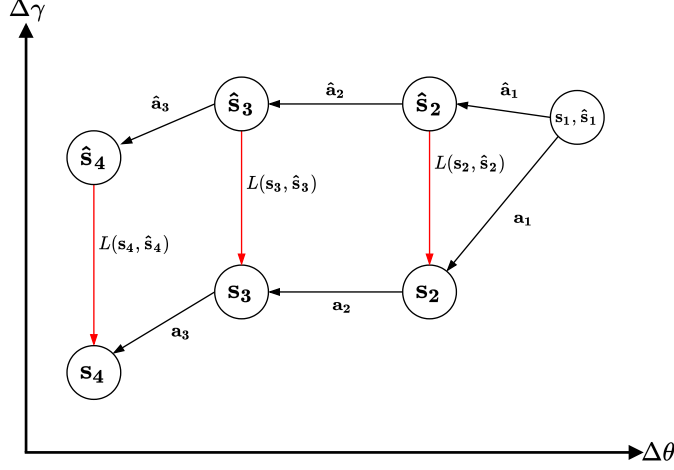 Δγ
â₃
â₂
â₁
ŝ₃
ŝ₂
s₁, ŝ₁
ŝ₄
L(s₃, ŝ₃)
L(s₂, ŝ₂)
a₁
L(s₄, ŝ₄)
s₃
s₂
a₂
a₃
s₄
Δθ